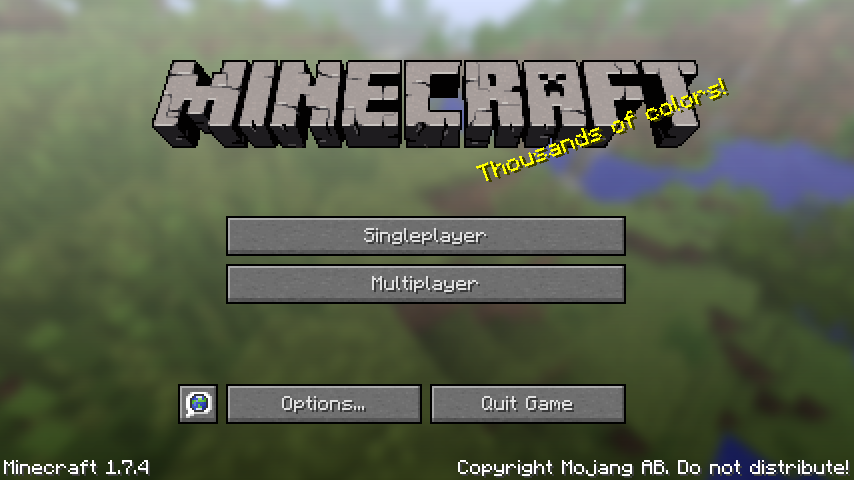 MINECRAFT
Thousands of colors!
Singleplayer
Multiplayer
Options...
Quit Game
Minecraft 1.7.4
Copyright Mojang AB. Do not distribute!